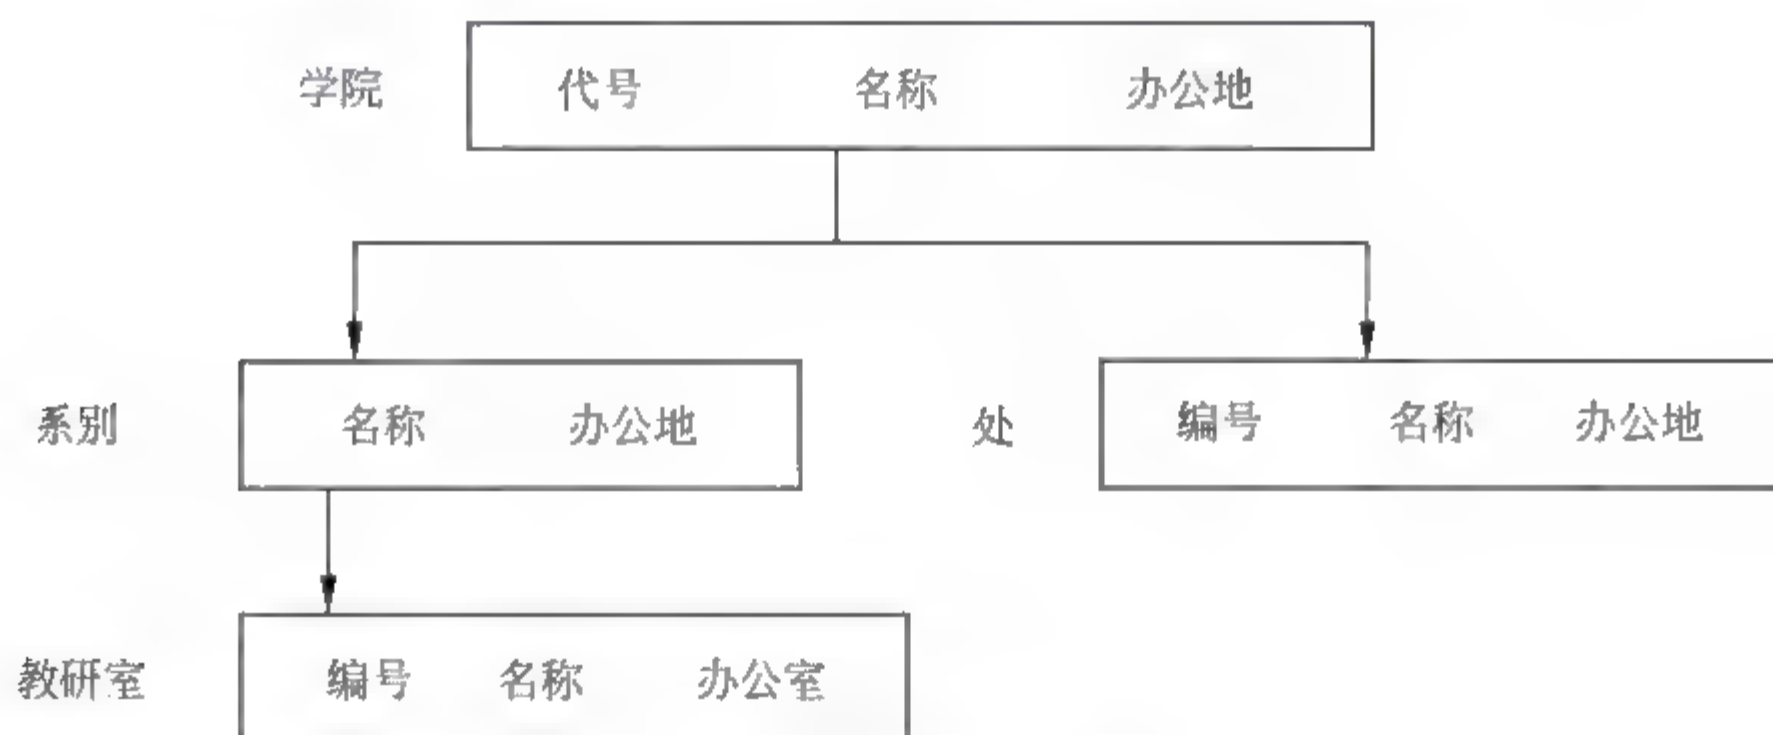 学院 代号 名称 办公地
系别 名称 办公地 处 编号 名称 办公地
教研室 编号 名称 办公室